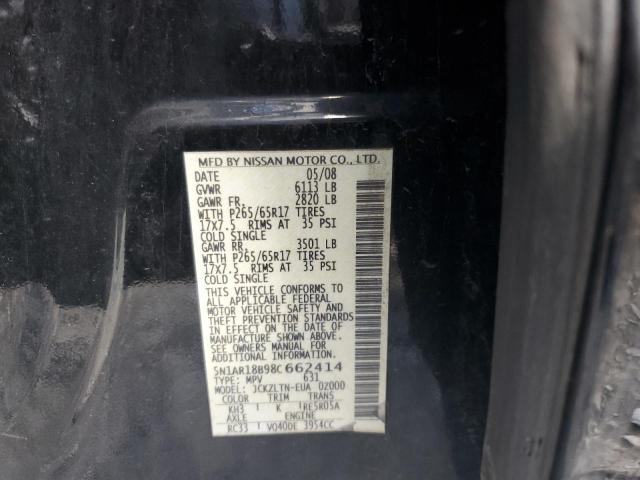 MFD BY NISSAN MOTOR CO., LTD.
DATE 05/08
GVWR 6113 LB
GAWR FR. 2820 LB
WITH P265/65R17 TIRES
17X7.5 RIMS AT 35 PSI
COLD SINGLE
GAWR RR 3501 LB
WITH P265/65R17 TIRES
17X7.5 RIMS AT 35 PSI
COLD SINGLE
THIS VEHICLE CONFORMS TO
ALL APPLICABLE FEDERAL
MOTOR VEHICLE SAFETY AND
THEFT PREVENTION STANDARDS
IN EFFECT ON THE DATE OF
MANUFACTURE SHOWN ABOVE.
SEE OWNERS MANUAL FOR
ADDITIONAL INFORMATION.
5N1AR18B98C662414
TYPE: MPV 631
MODEL: JCKZLTN-EUA D2000
COLOR TRIM TRANS
KH3 K RE5R05A
AXLE ENGINE
RC33 VQ40DE 3954CC